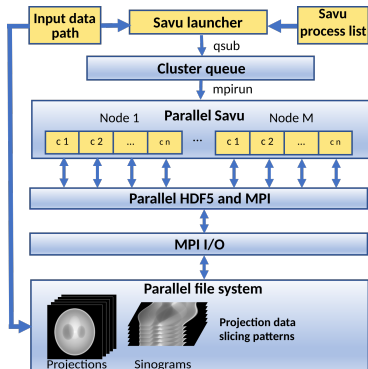 Input data
path
Savu launcher
Savu
process list
qsub
Cluster queue
mpirun
Parallel Savu
Node 1
Node M
c 1
c 2
...
c n
...
c 1
c 2
...
c n
Parallel HDF5 and MPI
MPI I/O
Parallel file system
Projection data
slicing patterns
Projections
Sinograms